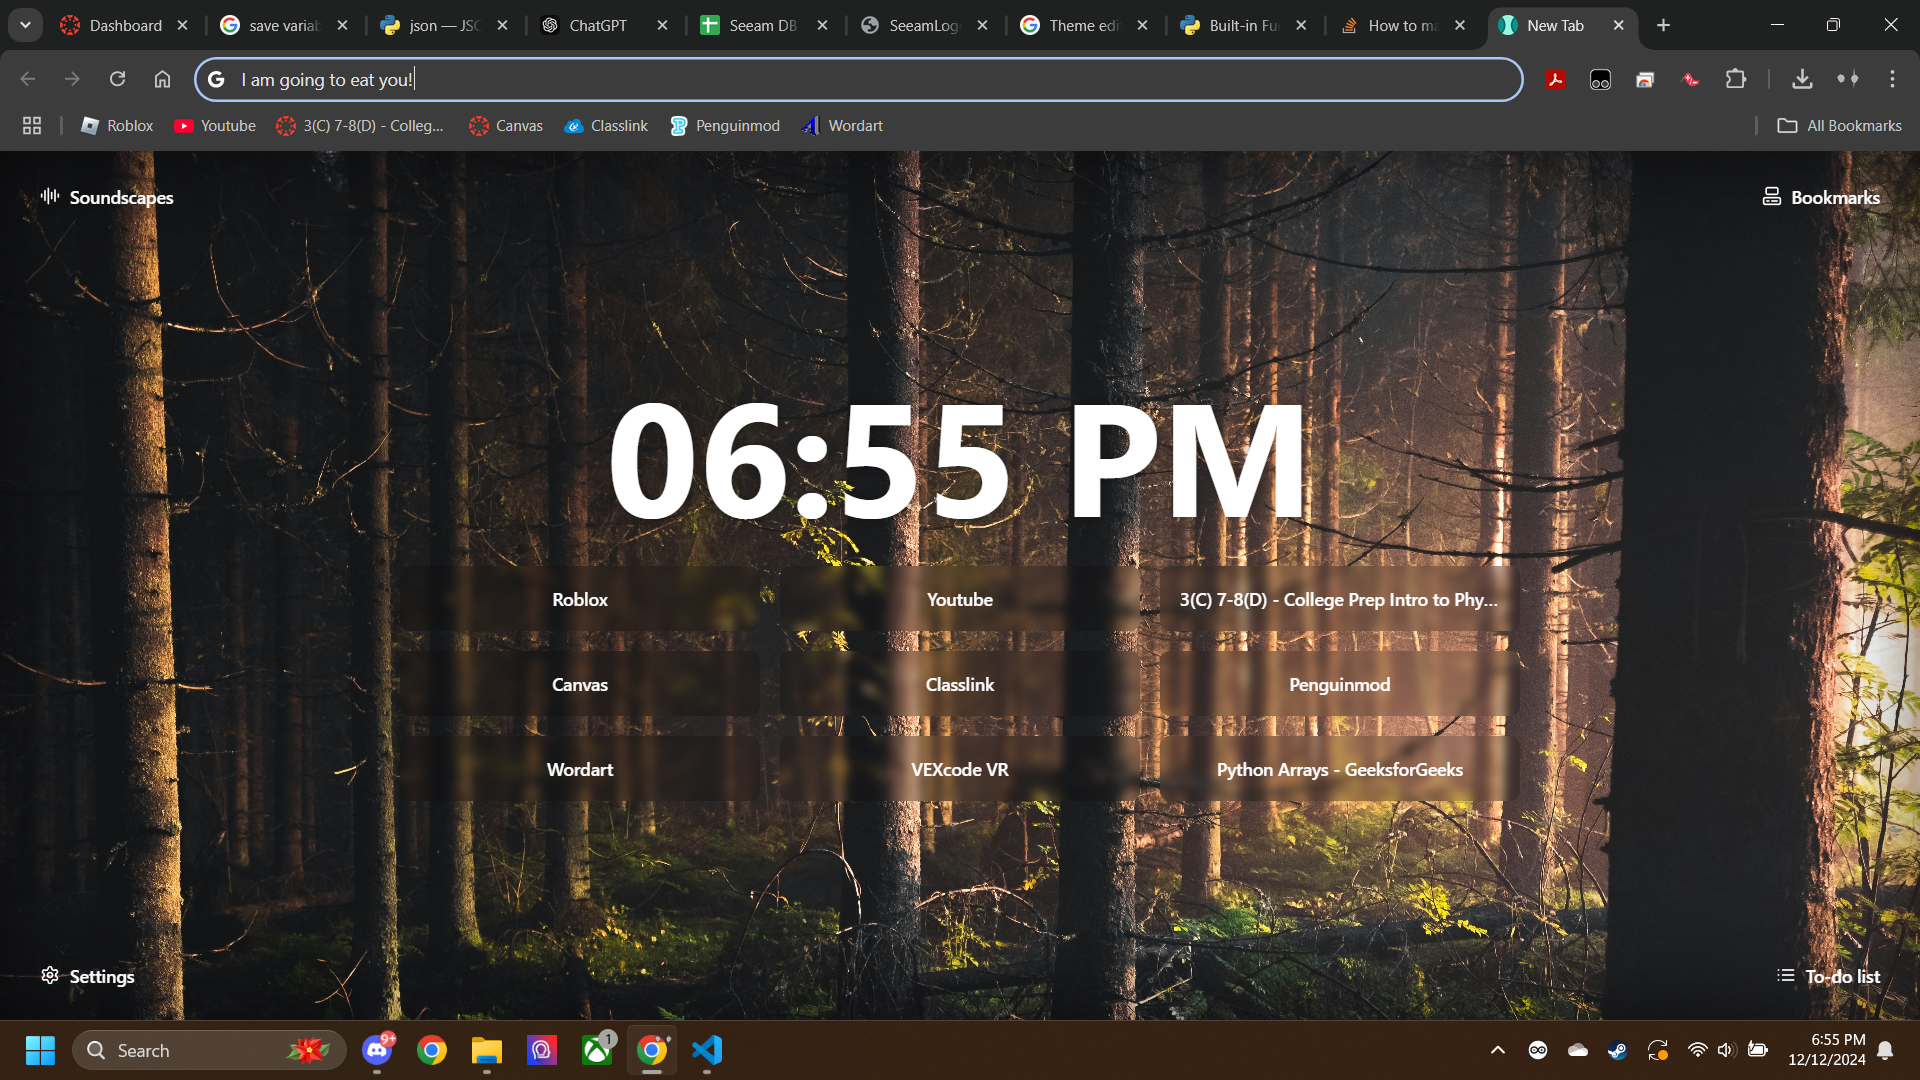 Dashboard
save variab
json — JSO
ChatGPT
Seeam DB
SeeamLog
Theme edi
Built-in Fu
How to ma
New Tab
I am going to eat you!
Roblox
Youtube
3(C) 7-8(D) - Colleg...
Canvas
Classlink
Penguinmod
Wordart
All Bookmarks
Soundscapes
Bookmarks
06:55 PM
Roblox
Youtube
3(C) 7-8(D) - College Prep Intro to Phy...
Canvas
Classlink
Penguinmod
Wordart
VEXcode VR
Python Arrays - GeeksforGeeks
Settings
To-do list
Search
9+
1
6:55 PM
12/12/2024